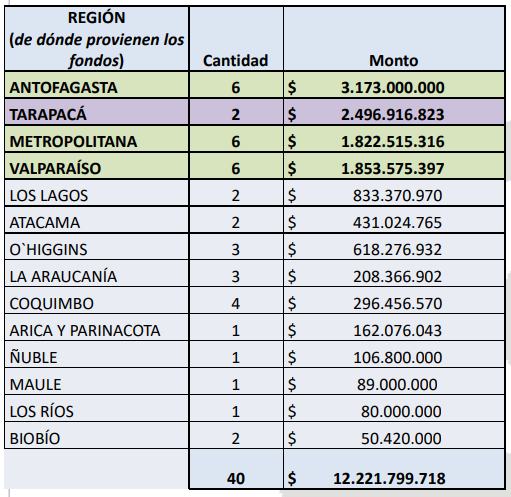 REGIÓN
(de dónde provienen los
fondos) Cantidad Monto
ANTOFAGASTA 6 $ 3.173.000.000
TARAPACÁ 2 $ 2.496.916.823
METROPOLITANA 6 $ 1.822.515.316
VALPARAÍSO 6 $ 1.853.575.397
LOS LAGOS 2 $ 833.370.970
ATACAMA 2 $ 431.024.765
O`HIGGINS 3 $ 618.276.932
LA ARAUCANÍA 3 $ 208.366.902
COQUIMBO 4 $ 296.456.570
ARICA Y PARINACOTA 1 $ 162.076.043
ÑUBLE 1 $ 106.800.000
MAULE 1 $ 89.000.000
LOS RÍOS 1 $ 80.000.000
BIOBÍO 2 $ 50.420.000
40 $ 12.221.799.718